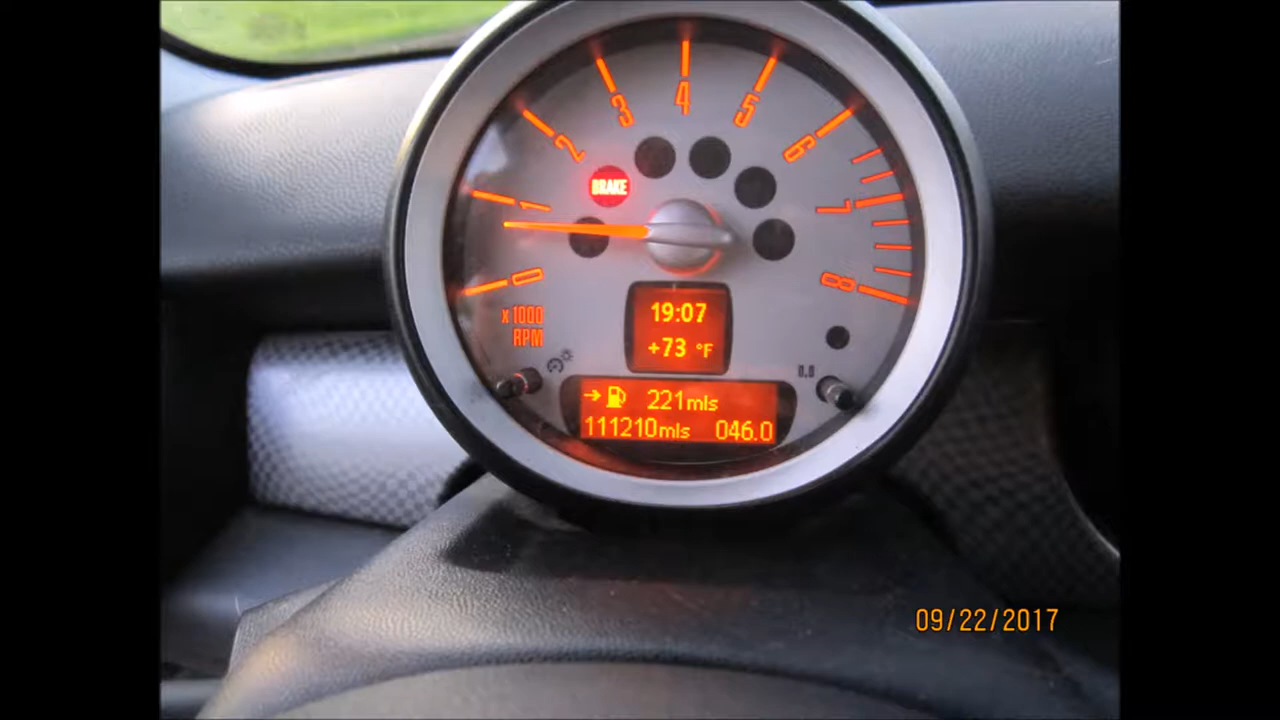 4
3
5
2
6
BRAKE
1
7
0
8
19:07
x1000
RPM
+73 °F
0.0
→ 221mls
111210mls 046.0
09/22/2017